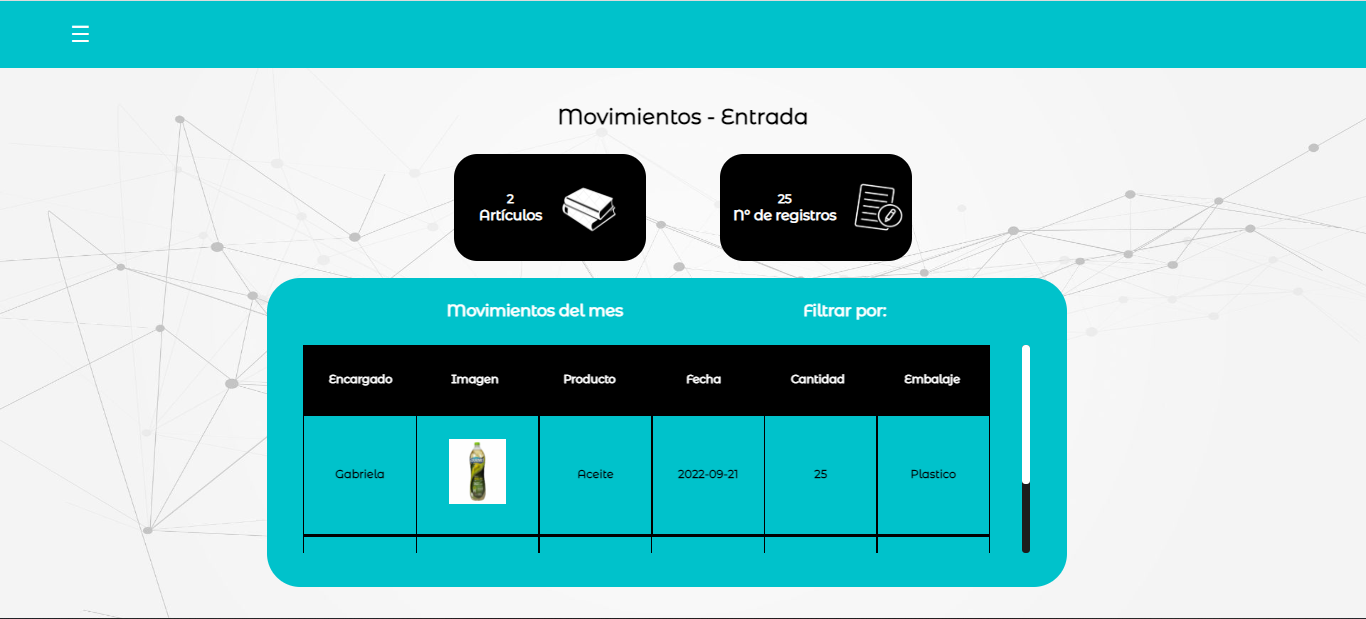 ☰
Movimientos - Entrada
2
Artículos
25
N° de registros
Movimientos del mes
Filtrar por:
Encargado Imagen Producto Fecha Cantidad Embalaje
Gabriela Aceite 2022-09-21 25 Plastico